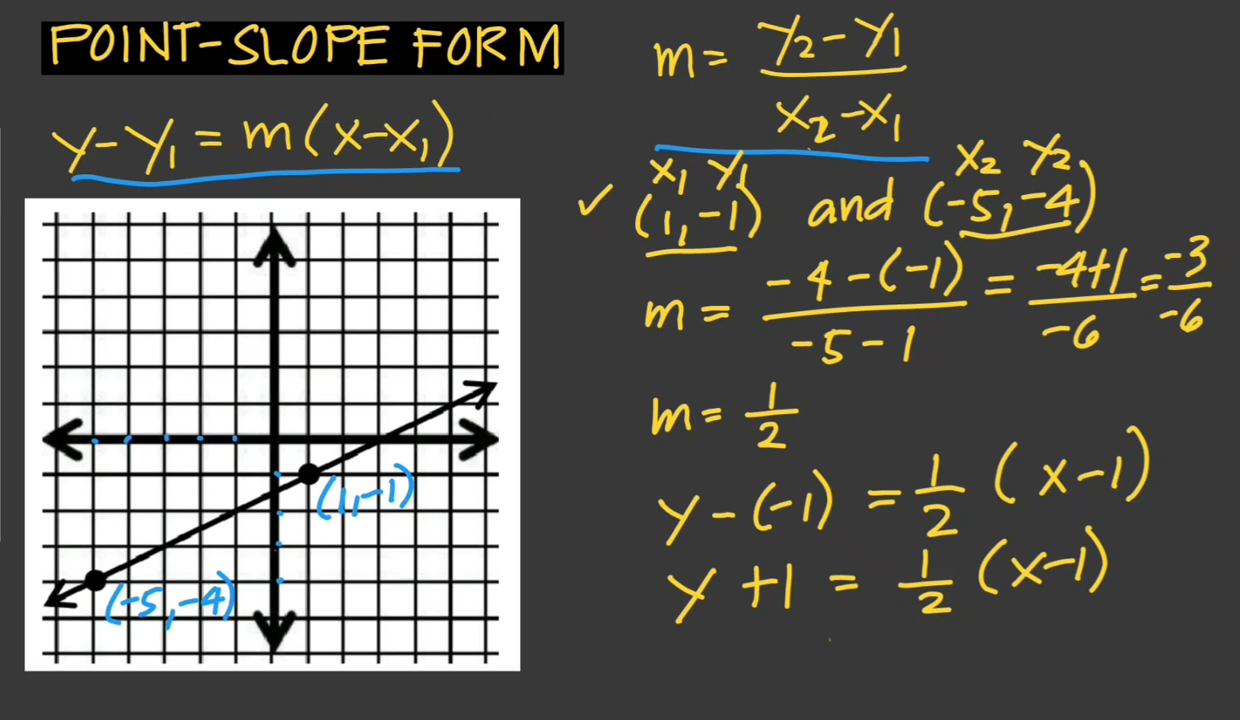 POINT-SLOPE FORM
y - y₁ = m(x - x₁)
(1, -1)
(-5, -4)
m = y₂ - y₁ / x₂ - x₁
x₁ y₁ x₂ y₂
✓ (1, -1) and (-5, -4)
m = -4 - (-1) / -5 - 1 = -4+1 / -6 = -3 / -6
m = 1/2
y - (-1) = 1/2 (x - 1)
y + 1 = 1/2 (x - 1)